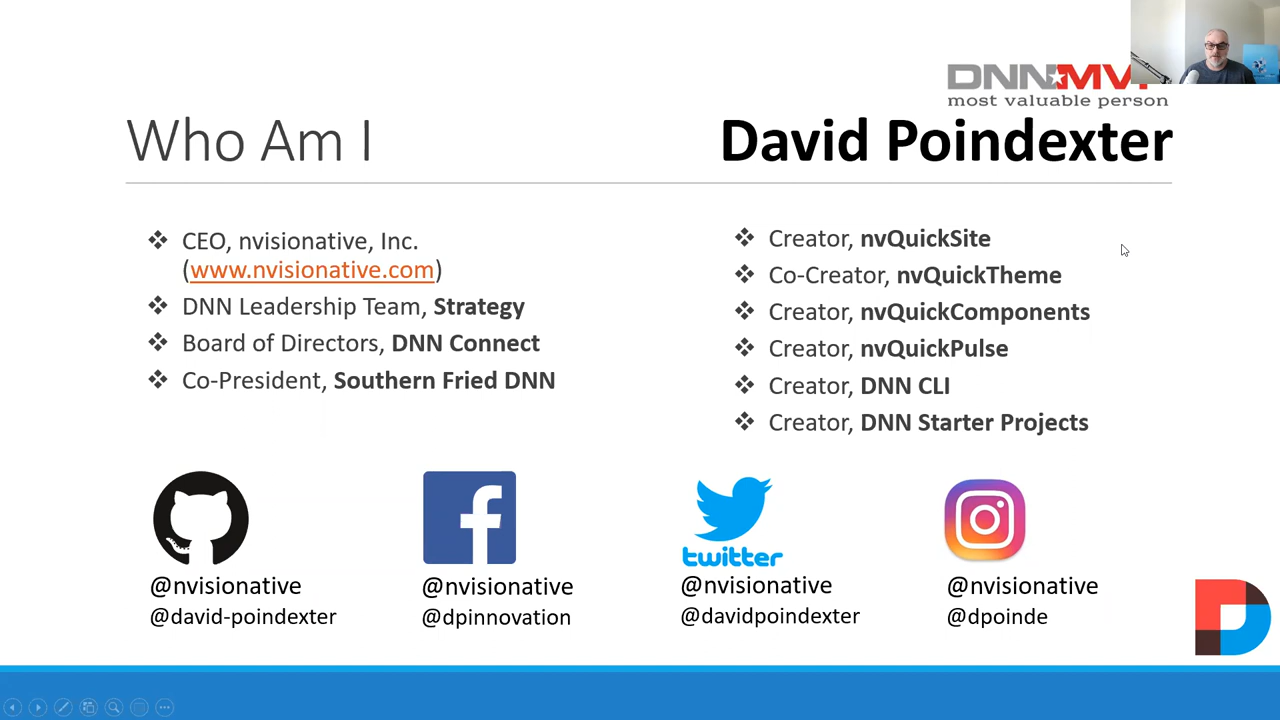 DNN MV
most valuable person
Who Am I
David Poindexter
❖ CEO, nvisionative, Inc.
(www.nvisionative.com)
❖ DNN Leadership Team, Strategy
❖ Board of Directors, DNN Connect
❖ Co-President, Southern Fried DNN
❖ Creator, nvQuickSite
❖ Co-Creator, nvQuickTheme
❖ Creator, nvQuickComponents
❖ Creator, nvQuickPulse
❖ Creator, DNN CLI
❖ Creator, DNN Starter Projects
@nvisionative
@david-poindexter
@nvisionative
@dpinnovation
twitter
@nvisionative
@davidpoindexter
@nvisionative
@dpoinde